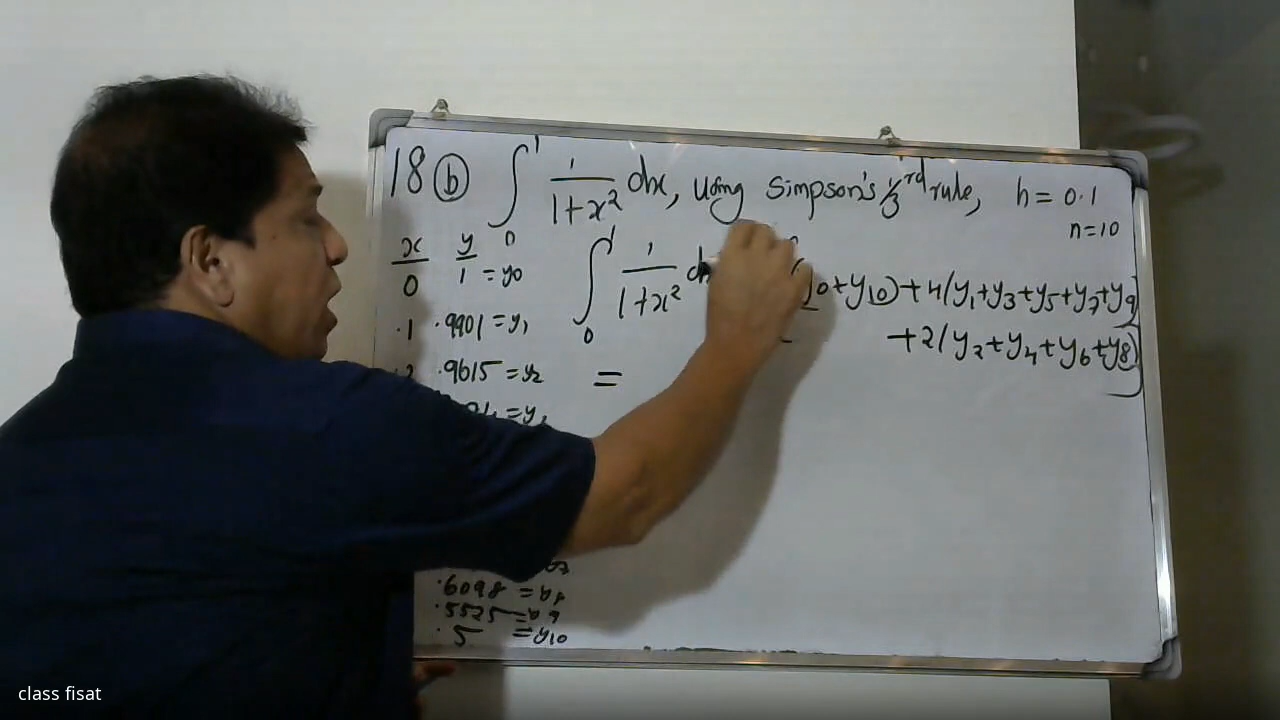 18 (b) ∫₀¹ 1/(1+x²) dx, Using Simpson's 1/3rd rule, h = 0.1
n=10
x y
0 1 = y0
∫₀¹ 1/(1+x²)
y0+y10)+4(y1+y3+y5+y7+y9
.1 .9901 = y1
+2(y2+y4+y6+y8)]
.9615 = y2
=
.6098 = y8
.5525 = y9
.5 = y10
class fisat